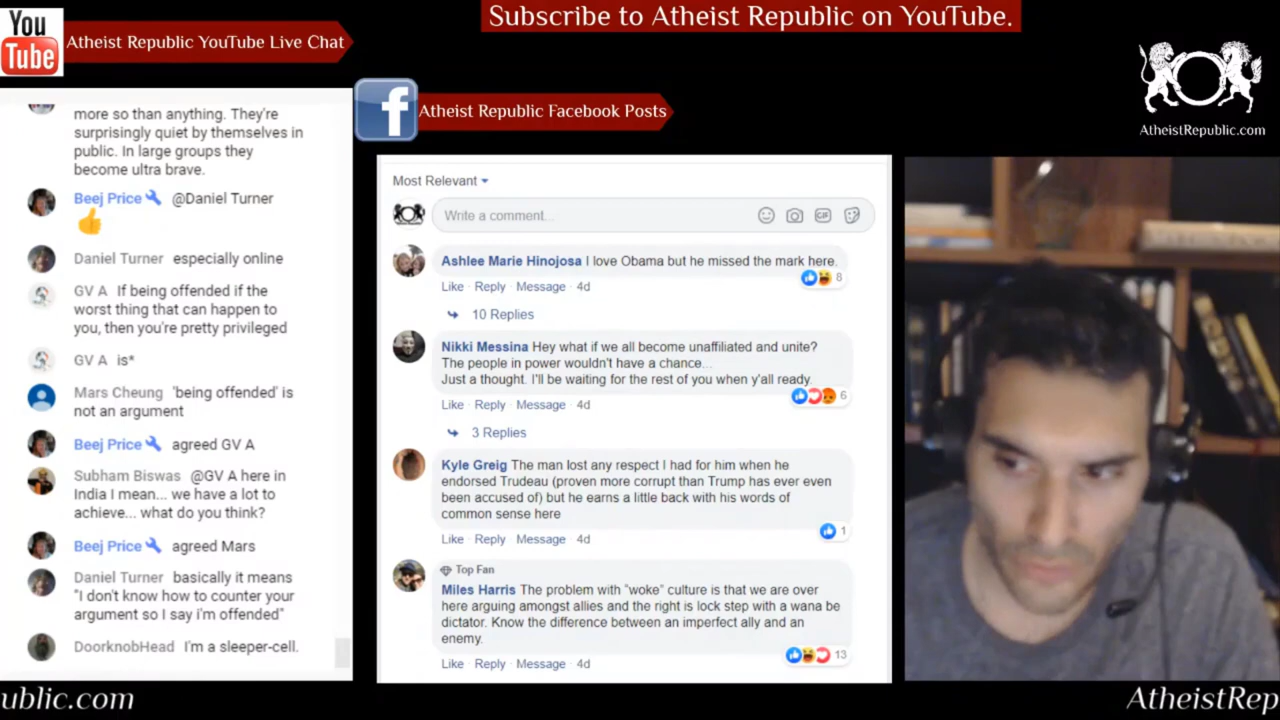 You
Tube
Atheist Republic YouTube Live Chat
Subscribe to Atheist Republic on YouTube.
AtheistRepublic.com
f
Atheist Republic Facebook Posts
more so than anything. They're
surprisingly quiet by themselves in
public. In large groups they
become ultra brave.
Beej Price @Daniel Turner
Daniel Turner especially online
GV A If being offended if the
worst thing that can happen to
you, then you're pretty privileged
GV A is*
Mars Cheung 'being offended' is
not an argument
Beej Price agreed GV A
Subham Biswas @GV A here in
India I mean... we have a lot to
achieve... what do you think?
Beej Price agreed Mars
Daniel Turner basically it means
"I don't know how to counter your
argument so I say i'm offended"
DoorknobHead I'm a sleeper-cell.
Most Relevant
Write a comment...
GIF
Ashlee Marie Hinojosa I love Obama but he missed the mark here.
8
Like · Reply · Message · 4d
10 Replies
Nikki Messina Hey what if we all become unaffiliated and unite?
The people in power wouldn't have a chance...
Just a thought. I'll be waiting for the rest of you when y'all ready.
6
Like · Reply · Message · 4d
3 Replies
Kyle Greig The man lost any respect I had for him when he
endorsed Trudeau (proven more corrupt than Trump has ever even
been accused of) but he earns a little back with his words of
common sense here
1
Like · Reply · Message · 4d
Top Fan
Miles Harris The problem with "woke" culture is that we are over
here arguing amongst allies and the right is lock step with a wana be
dictator. Know the difference between an imperfect ally and an
enemy.
13
Like · Reply · Message · 4d
ublic.com
AtheistRep